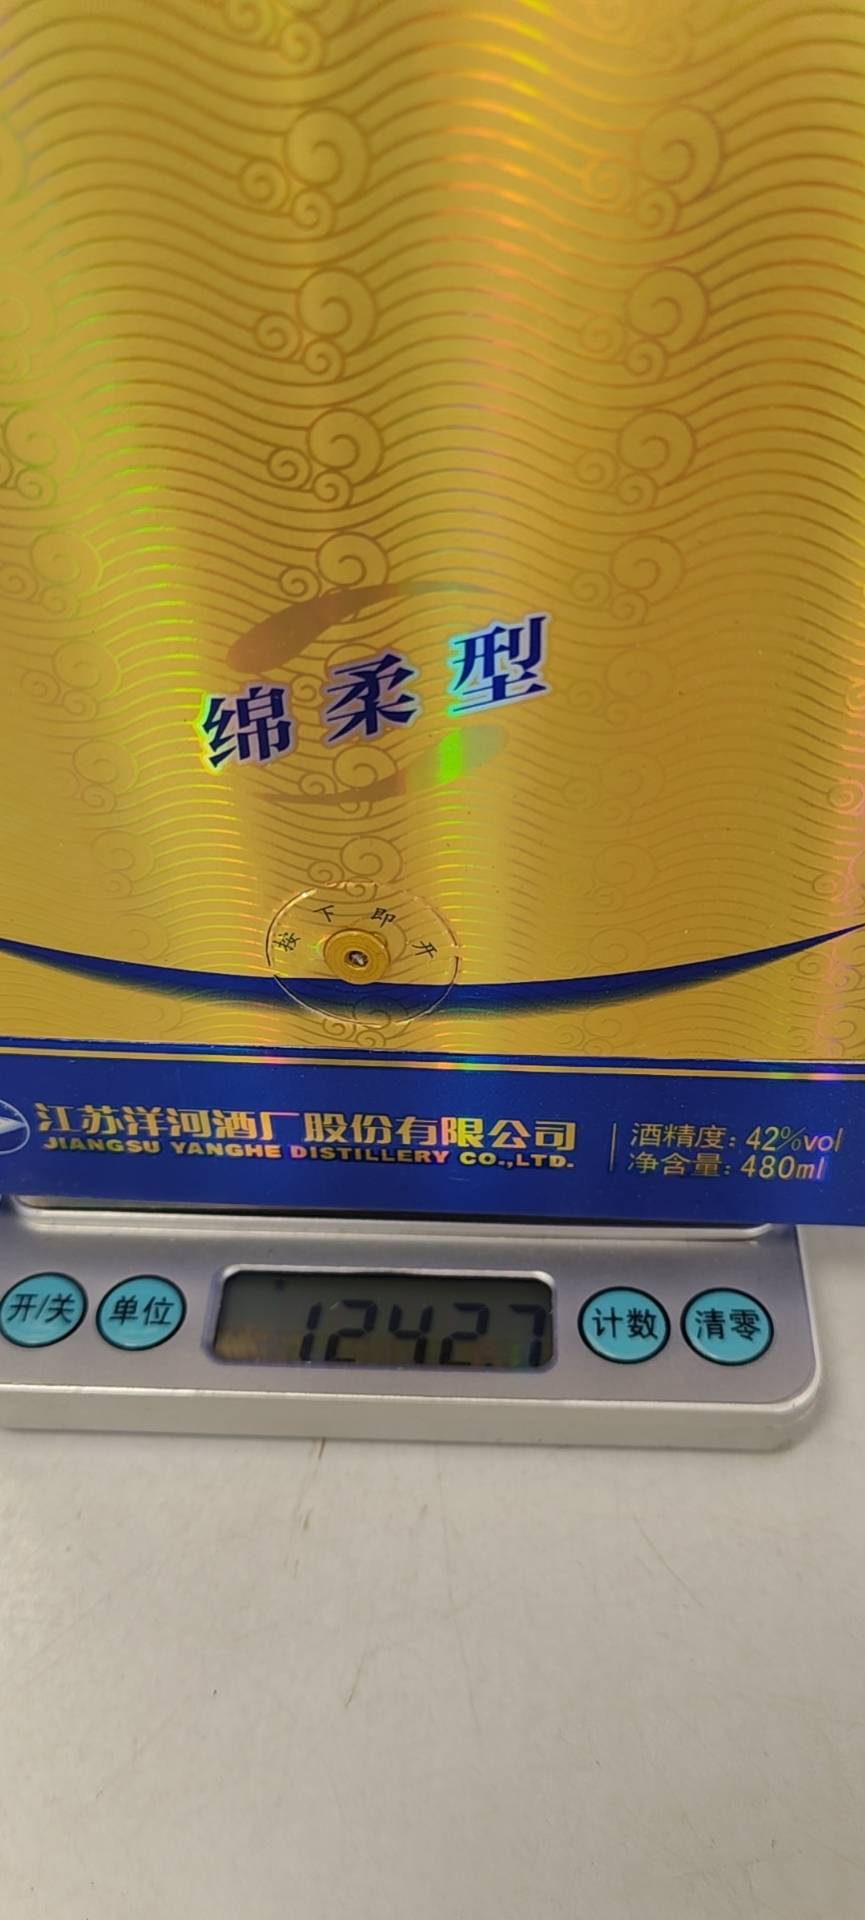 绵柔型
按下即开
江苏洋河酒厂股份有限公司
JIANGSU YANGHE DISTILLERY CO.,LTD.
酒精度: 42%vol
净含量: 480ml
开/关
单位
1242.7
计数
清零